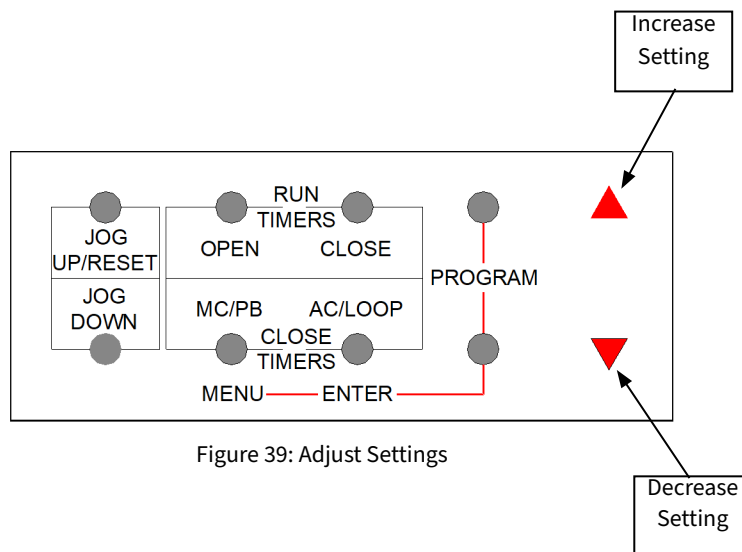 Increase
Setting
RUN
TIMERS
JOG
UP/RESET
OPEN
CLOSE
PROGRAM
JOG
DOWN
MC/PB
AC/LOOP
CLOSE
TIMERS
MENU
ENTER
Figure 39: Adjust Settings
Decrease
Setting